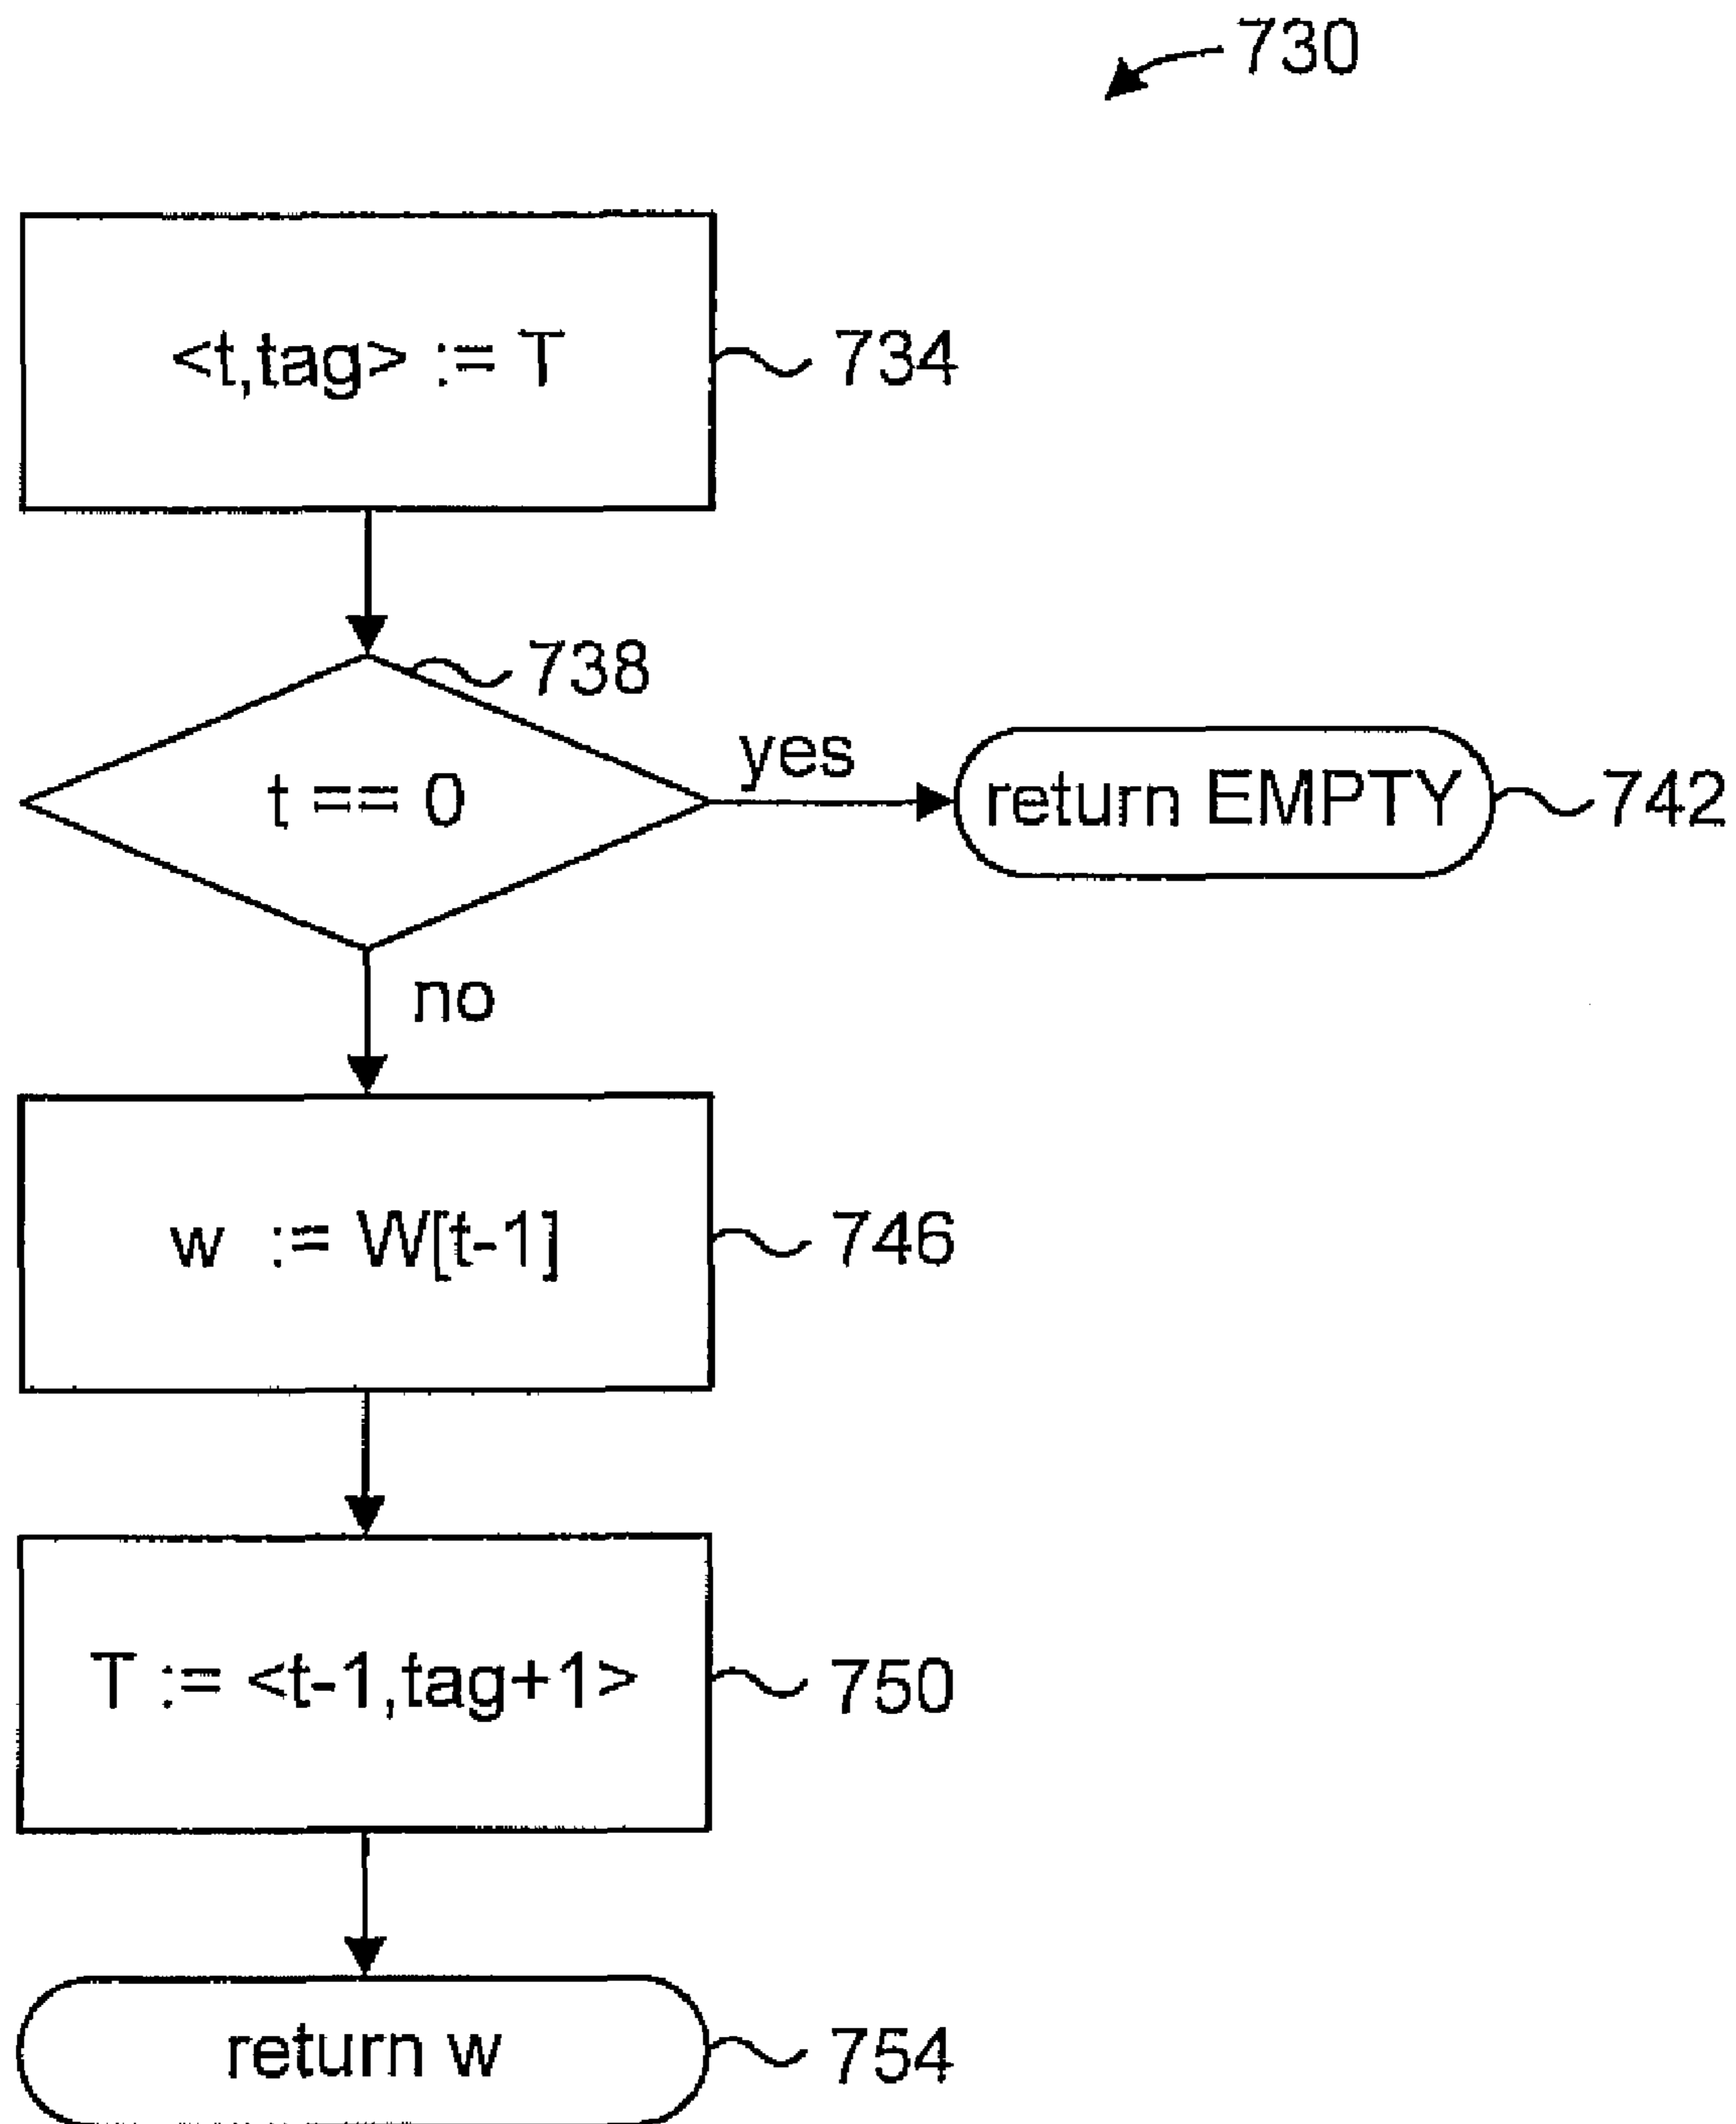 730
<t,tag> := T
734
738
t == 0
yes
return EMPTY
742
no
w := W[t-1]
746
T := <t-1,tag+1>
750
return w
754